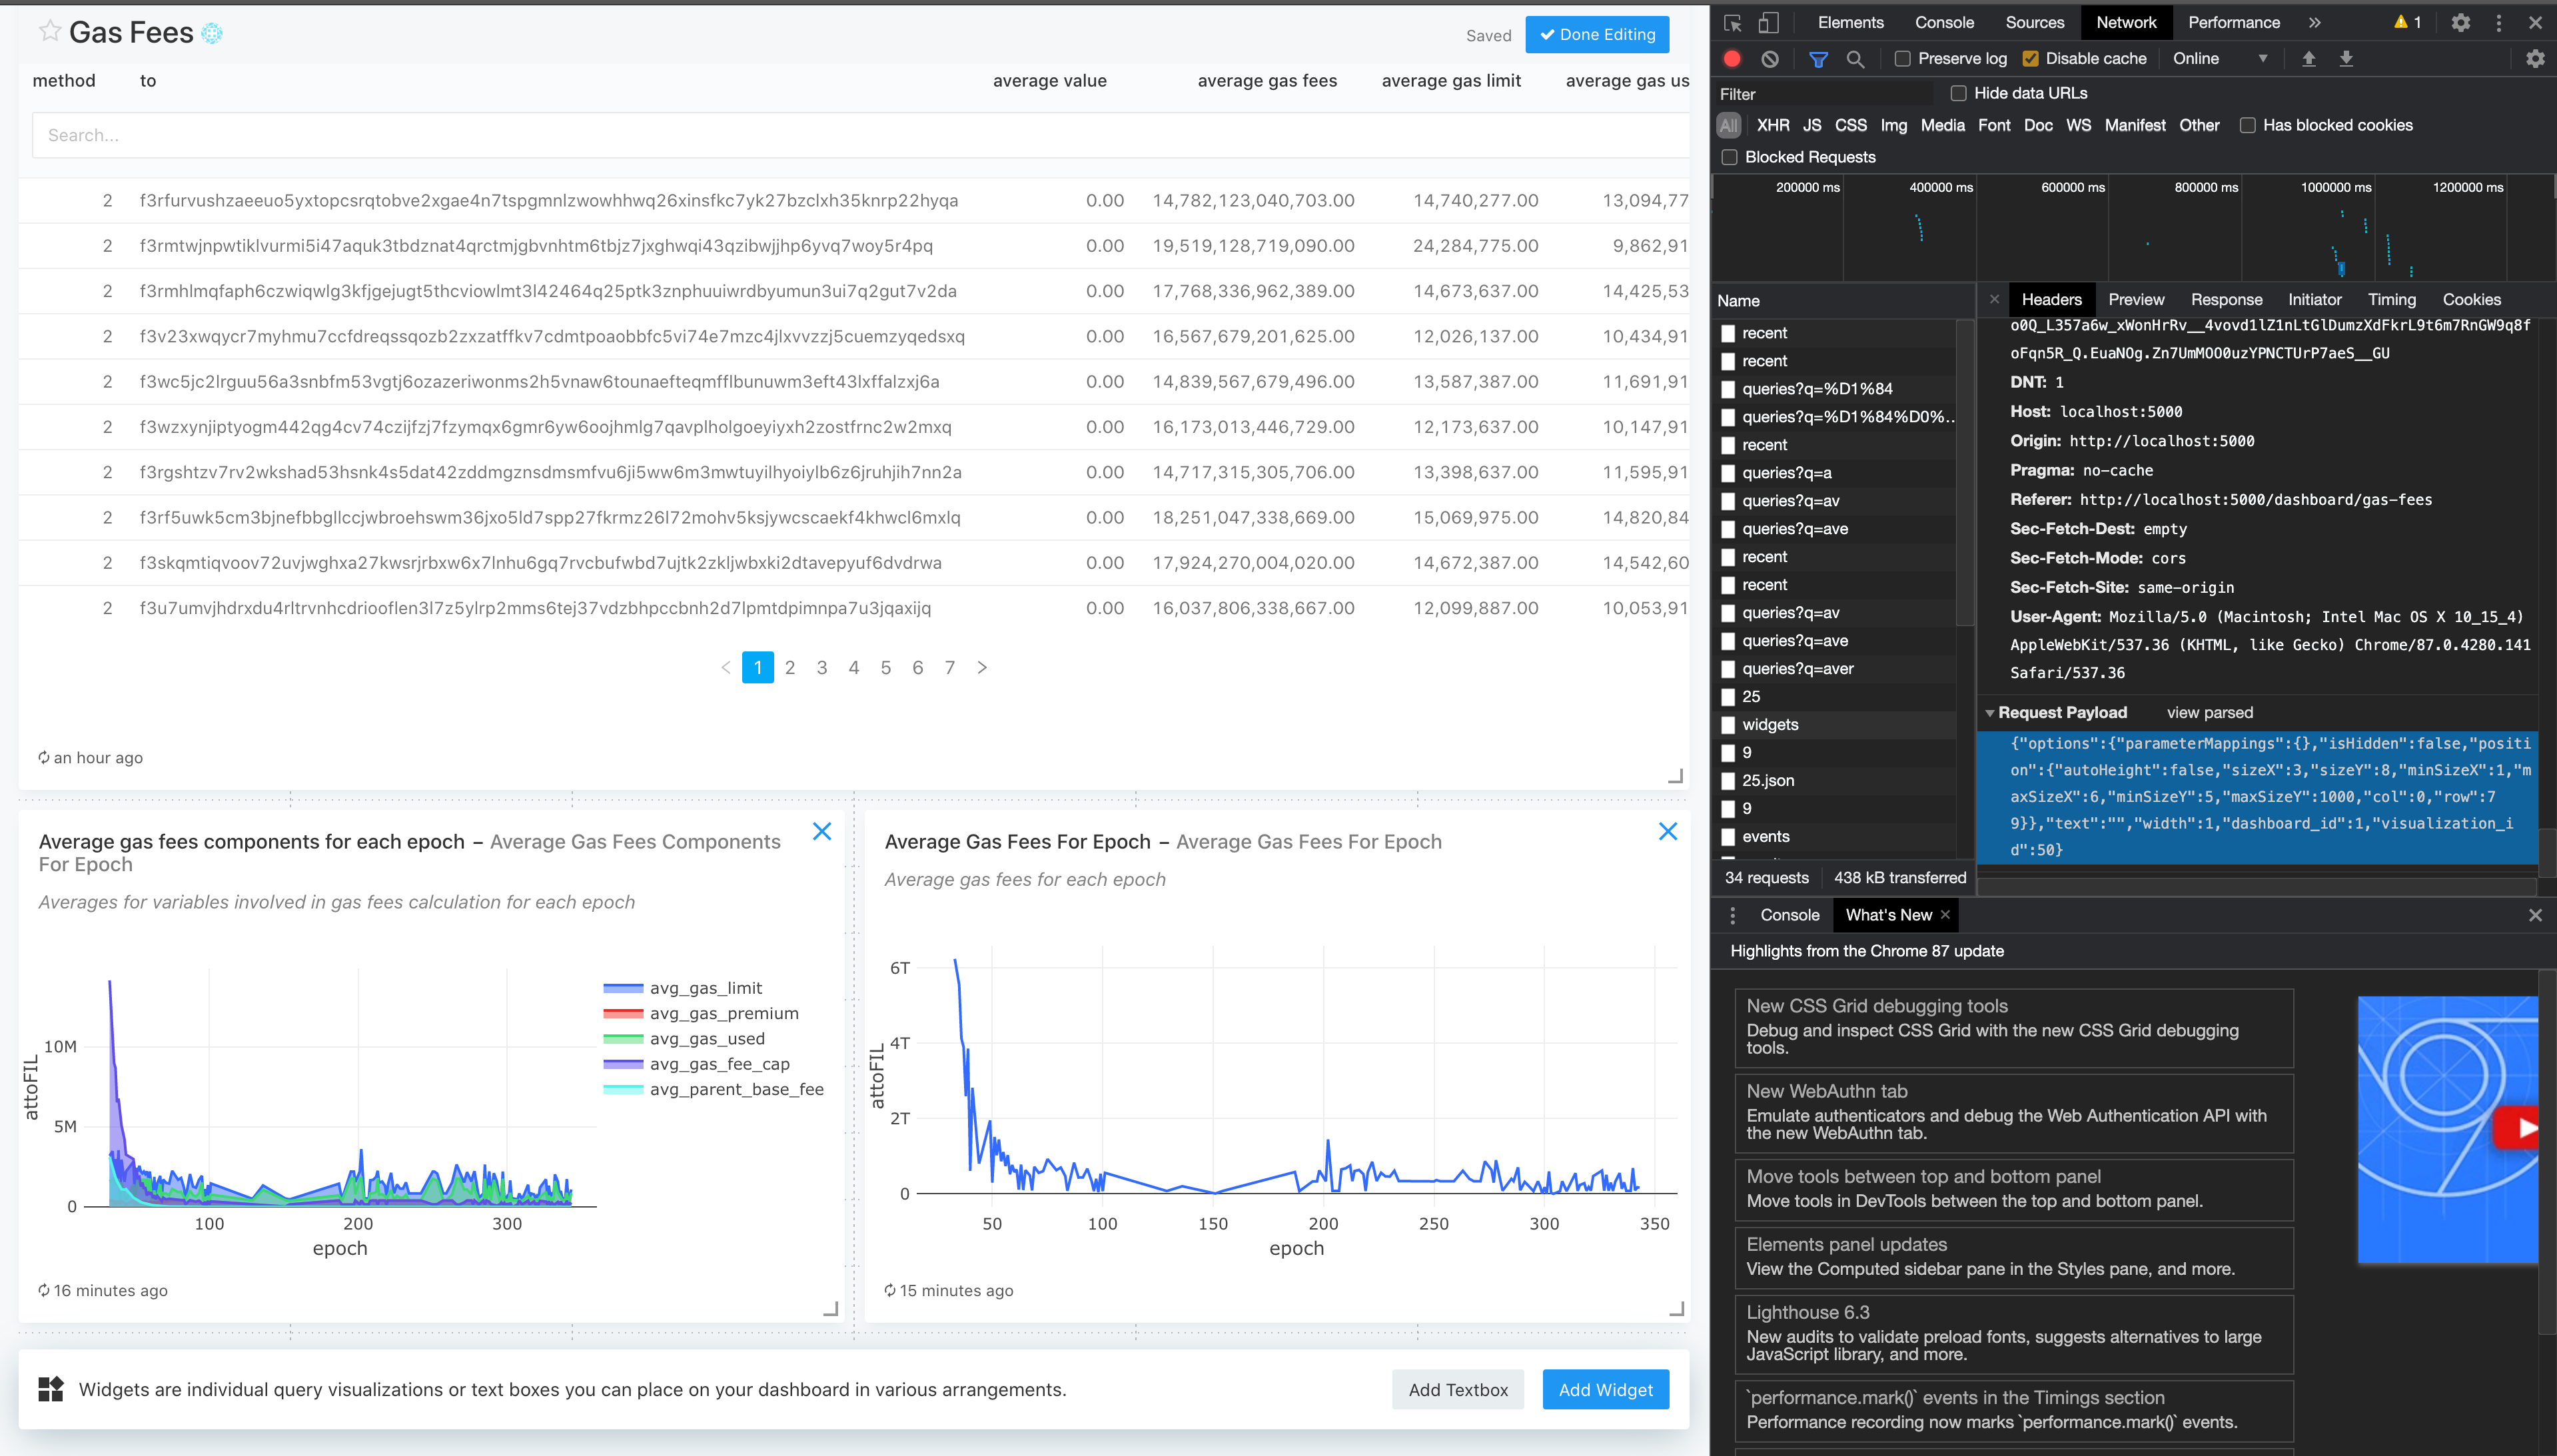 Gas Fees
Saved
Done Editing
method to average value average gas fees average gas limit average gas us
Search...
2 f3rfurvushzaeeuo5yxtopcsrqtobve2xgae4n7tspgmnlzwowhhwq26xinsfkc7yk27bzclxh35knrp22hyqa 0.00 14,782,123,040,703.00 14,740,277.00 13,094,77
2 f3rmtwjnpwtiklvurmi5i47aquk3tbdznat4qrctmjgbvnhtm6tbjz7jxghwqi43qzibwjjhp6yvq7woy5r4pq 0.00 19,519,128,719,090.00 24,284,775.00 9,862,91
2 f3rmhlmqfaph6czwiqwlg3kfjgejugt5thcviowlmt3l42464q25ptk3znphuuiwrdbyumun3ui7q2gut7v2da 0.00 17,768,336,962,389.00 14,673,637.00 14,425,53
2 f3v23xwqycr7myhmu7ccfdreqssqozb2zxzatffkv7cdmtpoaobbfc5vi74e7mzc4jlxvvzzj5cuemzyqedsxq 0.00 16,567,679,201,625.00 12,026,137.00 10,434,91
2 f3wc5jc2lrguu56a3snbfm53vgtj6ozazeriwonms2h5vnaw6tounaefteqmfflbunuwm3eft43lxffalzxj6a 0.00 14,839,567,679,496.00 13,587,387.00 11,691,91
2 f3wzxynjiptyogm442qg4cv74czijfzj7fzymqx6gmr6yw6oojhmlg7qavplholgoeyiyxh2zostfrnc2w2mxq 0.00 16,173,013,446,729.00 12,173,637.00 10,147,91
2 f3rgshtzv7rv2wkshad53hsnk4s5dat42zddmgznsdmsmfvu6ji5ww6m3mwtuyilhyoiylb6z6jruhjih7nn2a 0.00 14,717,315,305,706.00 13,398,637.00 11,595,91
2 f3rf5uwk5cm3bjnefbbgllccjwbroehswm36jxo5ld7spp27fkrmz26l72mohv5ksjywcscaekf4khwcl6mxlq 0.00 18,251,047,338,669.00 15,069,975.00 14,820,84
2 f3skqmtiqvoov72uvjwghxa27kwsrjrbxw6x7lnhu6gq7rvcbufwbd7ujtk2zkljwbxki2dtavepyuf6dvdrwa 0.00 17,924,270,004,020.00 14,672,387.00 14,542,60
2 f3u7umvjhdrxdu4rltrvnhcdriooflen3l7z5ylrp2mms6tej37vdzbhpccbnh2d7lpmtdpimnpa7u3jqaxijq 0.00 16,037,806,338,667.00 12,099,887.00 10,053,91
< 1 2 3 4 5 6 7 >
an hour ago
Average gas fees components for each epoch – Average Gas Fees Components
For Epoch
Averages for variables involved in gas fees calculation for each epoch
avg_gas_limit
avg_gas_premium
avg_gas_used
avg_gas_fee_cap
avg_parent_base_fee
10M
5M
0
attoFIL
100 200 300
epoch
16 minutes ago
Average Gas Fees For Epoch – Average Gas Fees For Epoch
Average gas fees for each epoch
6T
4T
2T
0
attoFIL
50 100 150 200 250 300 350
epoch
15 minutes ago
Widgets are individual query visualizations or text boxes you can place on your dashboard in various arrangements.
Add Textbox
Add Widget
Elements Console Sources Network Performance » 1
Preserve log Disable cache Online
Filter Hide data URLs
All XHR JS CSS Img Media Font Doc WS Manifest Other Has blocked cookies
Blocked Requests
200000 ms 400000 ms 600000 ms 800000 ms 1000000 ms 1200000 ms
Name
recent
recent
queries?q=%D1%84
queries?q=%D1%84%D0%..
recent
queries?q=a
queries?q=av
queries?q=ave
recent
recent
queries?q=av
queries?q=ave
queries?q=aver
25
widgets
9
25.json
9
events
34 requests 438 kB transferred
Headers Preview Response Initiator Timing Cookies
o0Q_L357a6w_xWonHrRv__4vovd1lZ1nLtGlDumzXdFkrL9t6m7RnGW9q8f
oFqn5R_Q.EuaNOg.Zn7UmMOO0uzYPNCTUrP7aeS__GU
DNT: 1
Host: localhost:5000
Origin: http://localhost:5000
Pragma: no-cache
Referer: http://localhost:5000/dashboard/gas-fees
Sec-Fetch-Dest: empty
Sec-Fetch-Mode: cors
Sec-Fetch-Site: same-origin
User-Agent: Mozilla/5.0 (Macintosh; Intel Mac OS X 10_15_4)
AppleWebKit/537.36 (KHTML, like Gecko) Chrome/87.0.4280.141
Safari/537.36
Request Payload view parsed
{"options":{"parameterMappings":{},"isHidden":false,"positi
on":{"autoHeight":false,"sizeX":3,"sizeY":8,"minSizeX":1,"m
axSizeX":6,"minSizeY":5,"maxSizeY":1000,"col":0,"row":7
9}},"text":"","width":1,"dashboard_id":1,"visualization_i
d":50}
Console What's New
Highlights from the Chrome 87 update
New CSS Grid debugging tools
Debug and inspect CSS Grid with the new CSS Grid debugging
tools.
New WebAuthn tab
Emulate authenticators and debug the Web Authentication API with
the new WebAuthn tab.
Move tools between top and bottom panel
Move tools in DevTools between the top and bottom panel.
Elements panel updates
View the Computed sidebar pane in the Styles pane, and more.
Lighthouse 6.3
New audits to validate preload fonts, suggests alternatives to large
JavaScript library, and more.
`performance.mark()` events in the Timings section
Performance recording now marks `performance.mark()` events.